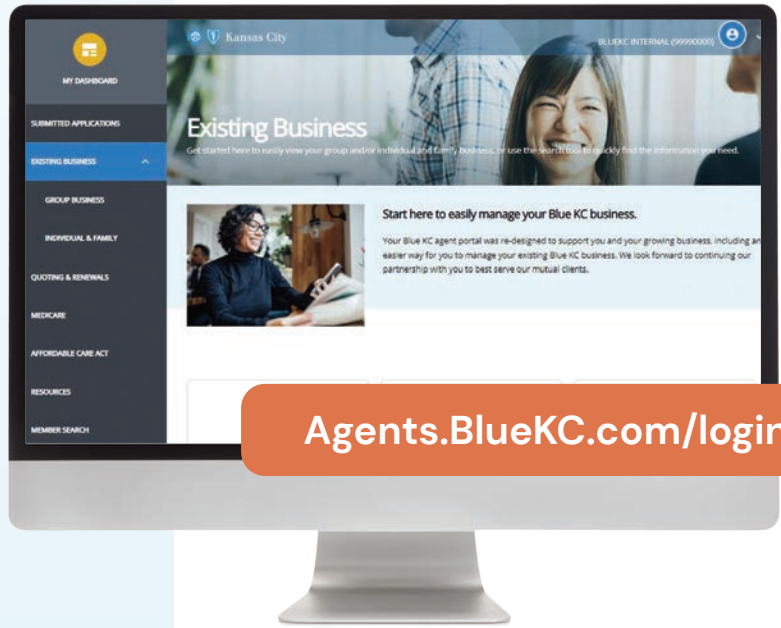 MY DASHBOARD
SUBMITTED APPLICATIONS
EXISTING BUSINESS
GROUP BUSINESS
INDIVIDUAL & FAMILY
QUOTING & RENEWALS
MEDICARE
AFFORDABLE CARE ACT
RESOURCES
MEMBER SEARCH
Kansas City
BLUEKC INTERNAL (99990000)
Existing Business
Get started here to easily view your group and/or individual and family business, or use the search tool to quickly find the information you need.
Start here to easily manage your Blue KC business.
Your Blue KC agent portal was re-designed to support you and your growing business, including an
easier way for you to manage your existing Blue KC business. We look forward to continuing our
partnership with you to best serve our mutual clients.
Agents.BlueKC.com/login